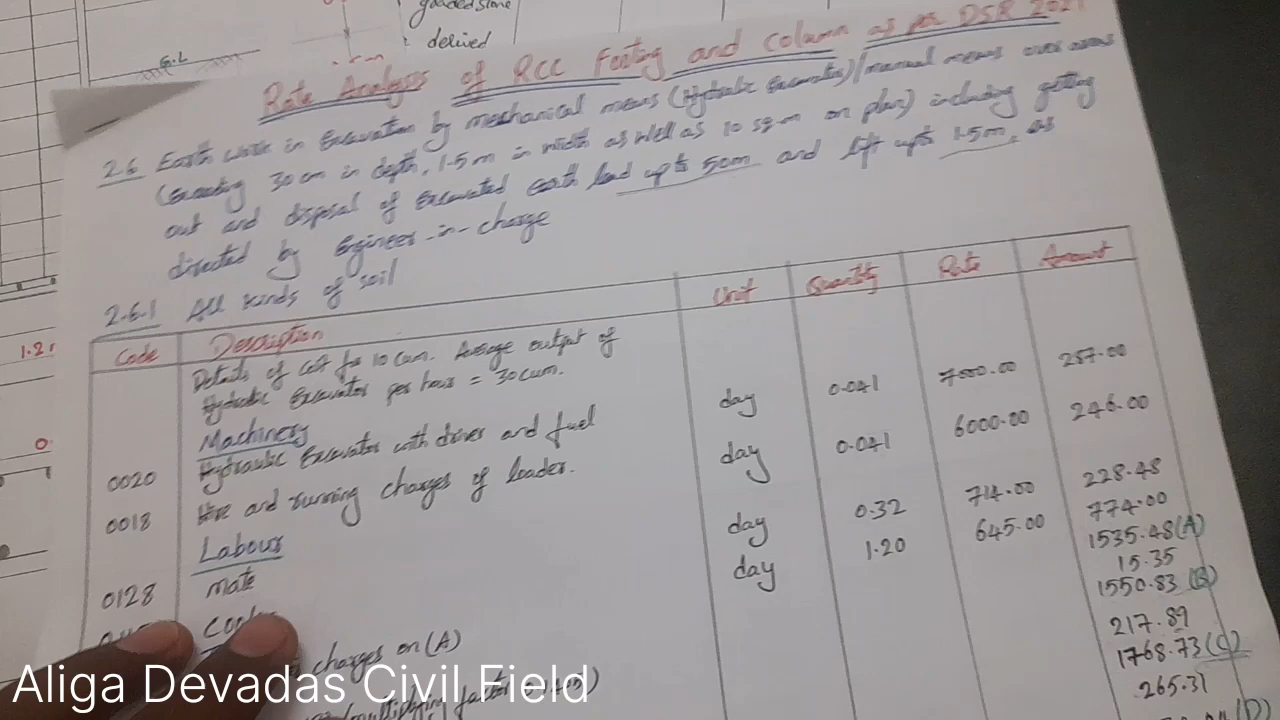 graded stone
derived
G.L
Rate Analysis of RCC Footing and column as per DSR 2021
2.6 Earth work in Excavation by mechanical means (Hydralic Excavator)/manual means over areas
(Exceeding 30 cm in depth, 1.5 m in width as well as 10 sqm on plan) including getting
out and disposal of Excavated earth lead upto 50m and lift upto 1.5m, as
directed by Engineer-in-charge
2.6.1 All kinds of soil
Code Description Unit Quantity Rate Amount
Details of cost for 10 cum. Average output of
Hydralic Excavator per hour = 30 cum.
Machinery
0020 Hydraulic Excavator with driver and fuel day 0.041 7000.00 287.00
0018 Hire and running charges of loader. day 0.041 6000.00 246.00
Labour
0128 mate day 0.32 714.00 228.48
day 1.20 645.00 774.00
1535.48(A)
charges on (A) 15.35
1550.83 (B)
217.89
1768.73 (C)
265.31
(D)
1.2
0
Aliga Devadas Civil Field